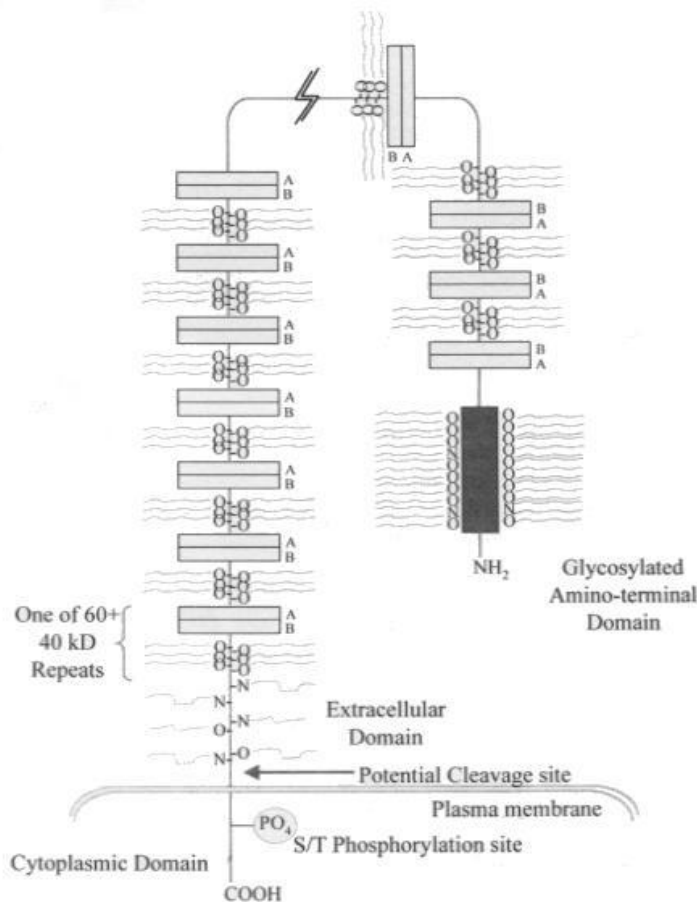 B A
A
B
B
A
A
B
B
A
A
B
B
A
A
B
A
B
NH₂
Glycosylated
Amino-terminal
Domain
A
B
A
B
One of 60+
40 kD
Repeats
Extracellular
Domain
Potential Cleavage site
Plasma membrane
PO₄
S/T Phosphorylation site
Cytoplasmic Domain
COOH